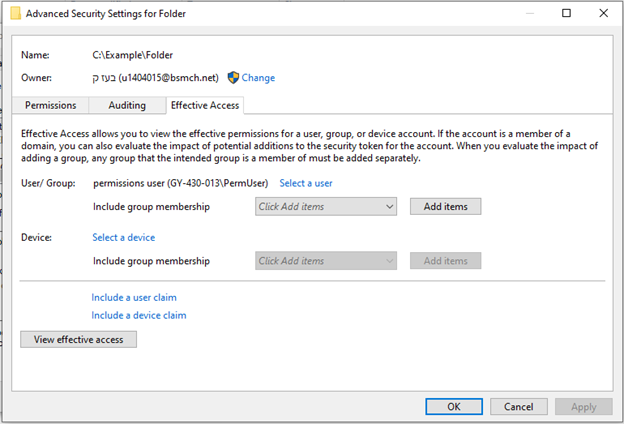 Advanced Security Settings for Folder
Name: C:\Example\Folder
Owner: בעז ק (u1404015@bsmch.net) Change
Permissions Auditing Effective Access
Effective Access allows you to view the effective permissions for a user, group, or device account. If the account is a member of a
domain, you can also evaluate the impact of potential additions to the security token for the account. When you evaluate the impact of
adding a group, any group that the intended group is a member of must be added separately.
User/ Group: permissions user (GY-430-013\PermUser) Select a user
Include group membership Click Add items Add items
Device: Select a device
Include group membership Click Add items Add items
Include a user claim
Include a device claim
View effective access
OK Cancel Apply